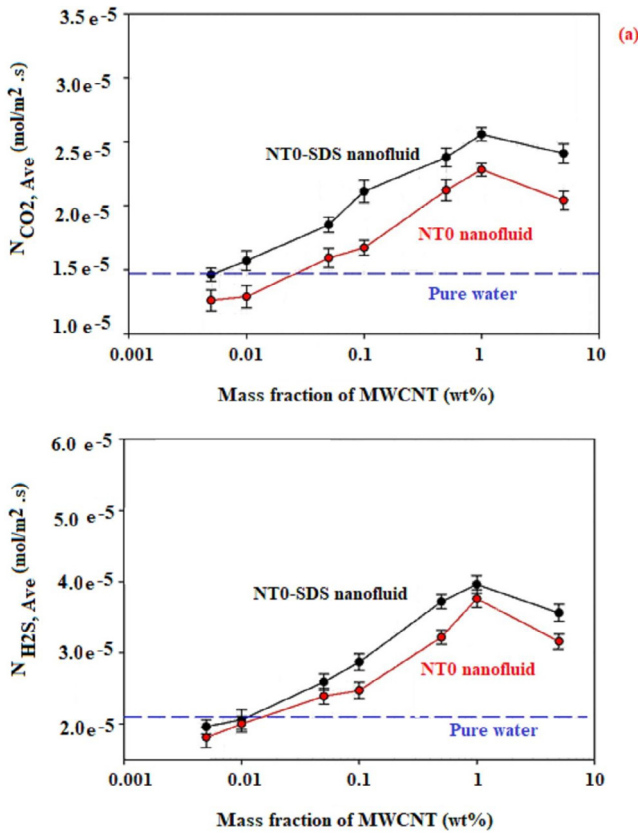 (a)
3.5 e-5
3.0 e-5
2.5 e-5
2.0 e-5
1.5 e-5
1.0 e-5
N CO2, Ave (mol/m² .s)
NT0-SDS nanofluid
NT0 nanofluid
Pure water
0.001 0.01 0.1 1 10
Mass fraction of MWCNT (wt%)
6.0 e-5
5.0 e-5
4.0 e-5
3.0 e-5
2.0 e-5
N H2S, Ave (mol/m² .s)
NT0-SDS nanofluid
NT0 nanofluid
Pure water
0.001 0.01 0.1 1 10
Mass fraction of MWCNT (wt%)